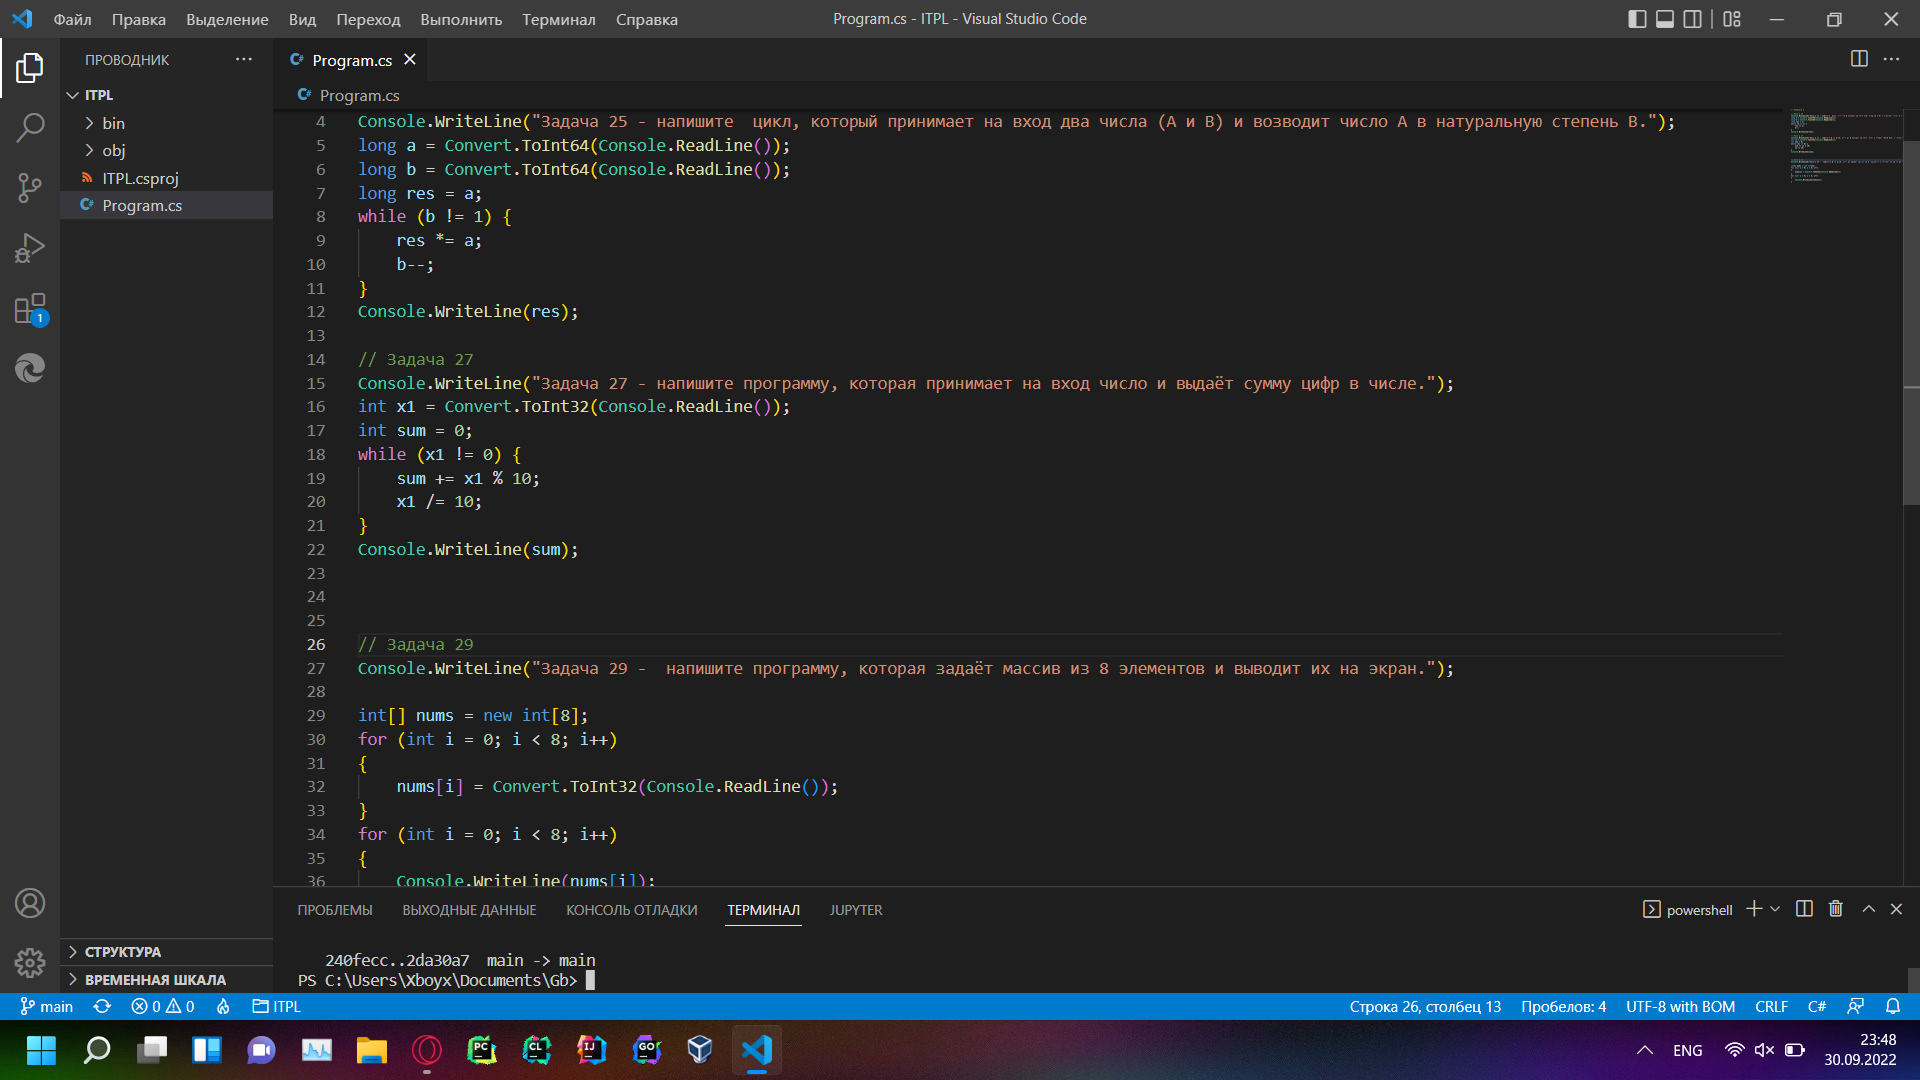 Файл Правка Выделение Вид Переход Выполнить Терминал Справка
Program.cs - ITPL - Visual Studio Code
ПРОВОДНИК
ITPL
bin
obj
ITPL.csproj
Program.cs
1
СТРУКТУРА
ВРЕМЕННАЯ ШКАЛА
Program.cs
Program.cs
4 Console.WriteLine("Задача 25 - напишите  цикл, который принимает на вход два числа (A и B) и возводит число A в натуральную степень B.");
5 long a = Convert.ToInt64(Console.ReadLine());
6 long b = Convert.ToInt64(Console.ReadLine());
7 long res = a;
8 while (b != 1) {
9     res *= a;
10     b--;
11 }
12 Console.WriteLine(res);
13
14 // Задача 27
15 Console.WriteLine("Задача 27 - напишите программу, которая принимает на вход число и выдаёт сумму цифр в числе.");
16 int x1 = Convert.ToInt32(Console.ReadLine());
17 int sum = 0;
18 while (x1 != 0) {
19     sum += x1 % 10;
20     x1 /= 10;
21 }
22 Console.WriteLine(sum);
23
24
25
26 // Задача 29
27 Console.WriteLine("Задача 29 -  напишите программу, которая задаёт массив из 8 элементов и выводит их на экран.");
28
29 int[] nums = new int[8];
30 for (int i = 0; i < 8; i++)
31 {
32     nums[i] = Convert.ToInt32(Console.ReadLine());
33 }
34 for (int i = 0; i < 8; i++)
35 {
36     Console.WriteLine(nums[i]);
ПРОБЛЕМЫ ВЫХОДНЫЕ ДАННЫЕ КОНСОЛЬ ОТЛАДКИ ТЕРМИНАЛ JUPYTER
powershell
240fecc..2da30a7  main -> main
PS C:\Users\Xboyx\Documents\Gb>
main 0 0 ITPL
Строка 26, столбец 13 Пробелов: 4 UTF-8 with BOM CRLF C#
PC CL IJ GO
ENG
23:48
30.09.2022